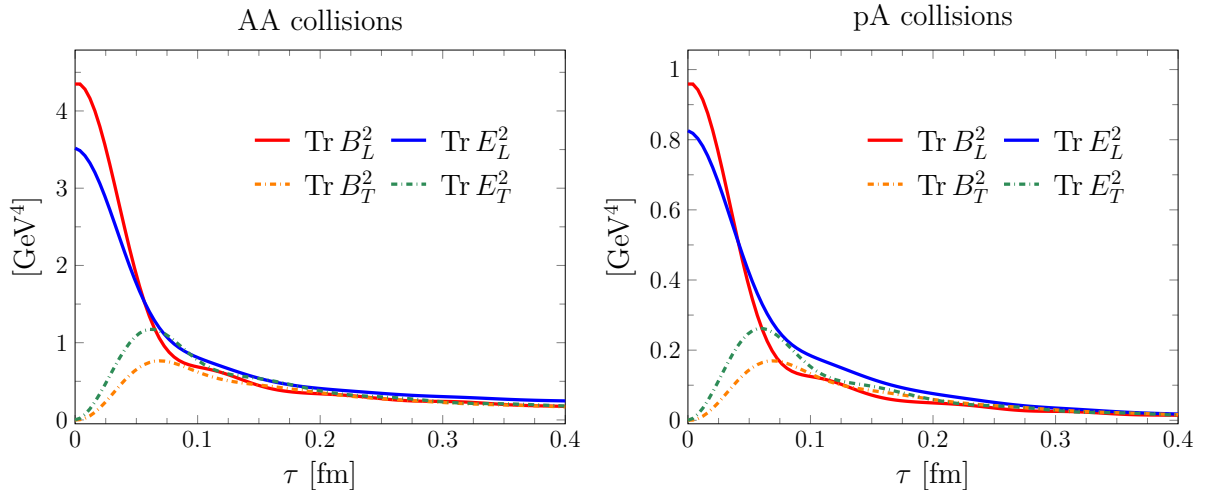 AA collisions
[GeV⁴]
4
3
2
1
0
Tr B_L^2 Tr E_L^2
Tr B_T^2 Tr E_T^2
0 0.1 0.2 0.3 0.4
τ [fm]
pA collisions
[GeV⁴]
1
0.8
0.6
0.4
0.2
0
Tr B_L^2 Tr E_L^2
Tr B_T^2 Tr E_T^2
0 0.1 0.2 0.3 0.4
τ [fm]